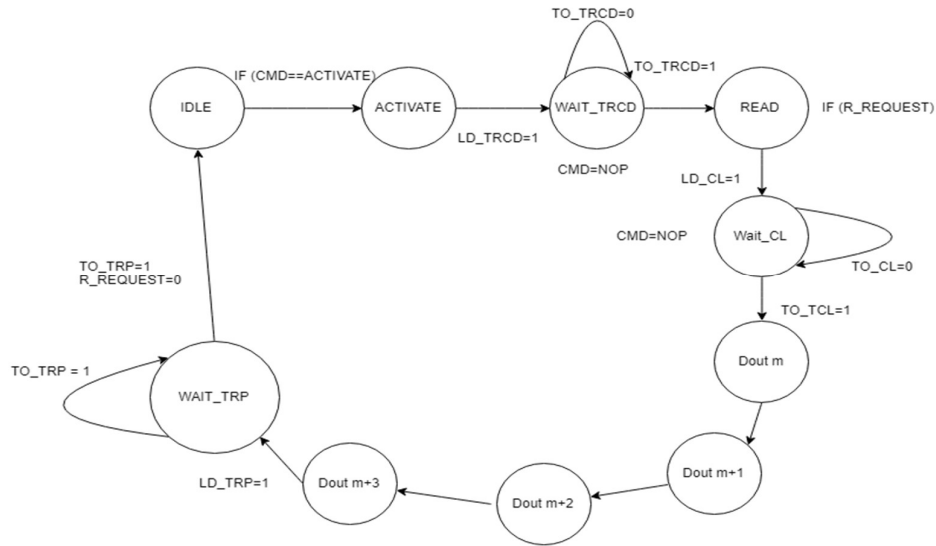 TO_TRCD=0
IF (CMD==ACTIVATE)
TO_TRCD=1
IDLE
ACTIVATE
WAIT_TRCD
READ
IF (R_REQUEST)
LD_TRCD=1
CMD=NOP
LD_CL=1
CMD=NOP
Wait_CL
TO_CL=0
TO_TRP=1
R_REQUEST=0
TO_TCL=1
Dout m
TO_TRP = 1
WAIT_TRP
Dout m+1
LD_TRP=1
Dout m+3
Dout m+2